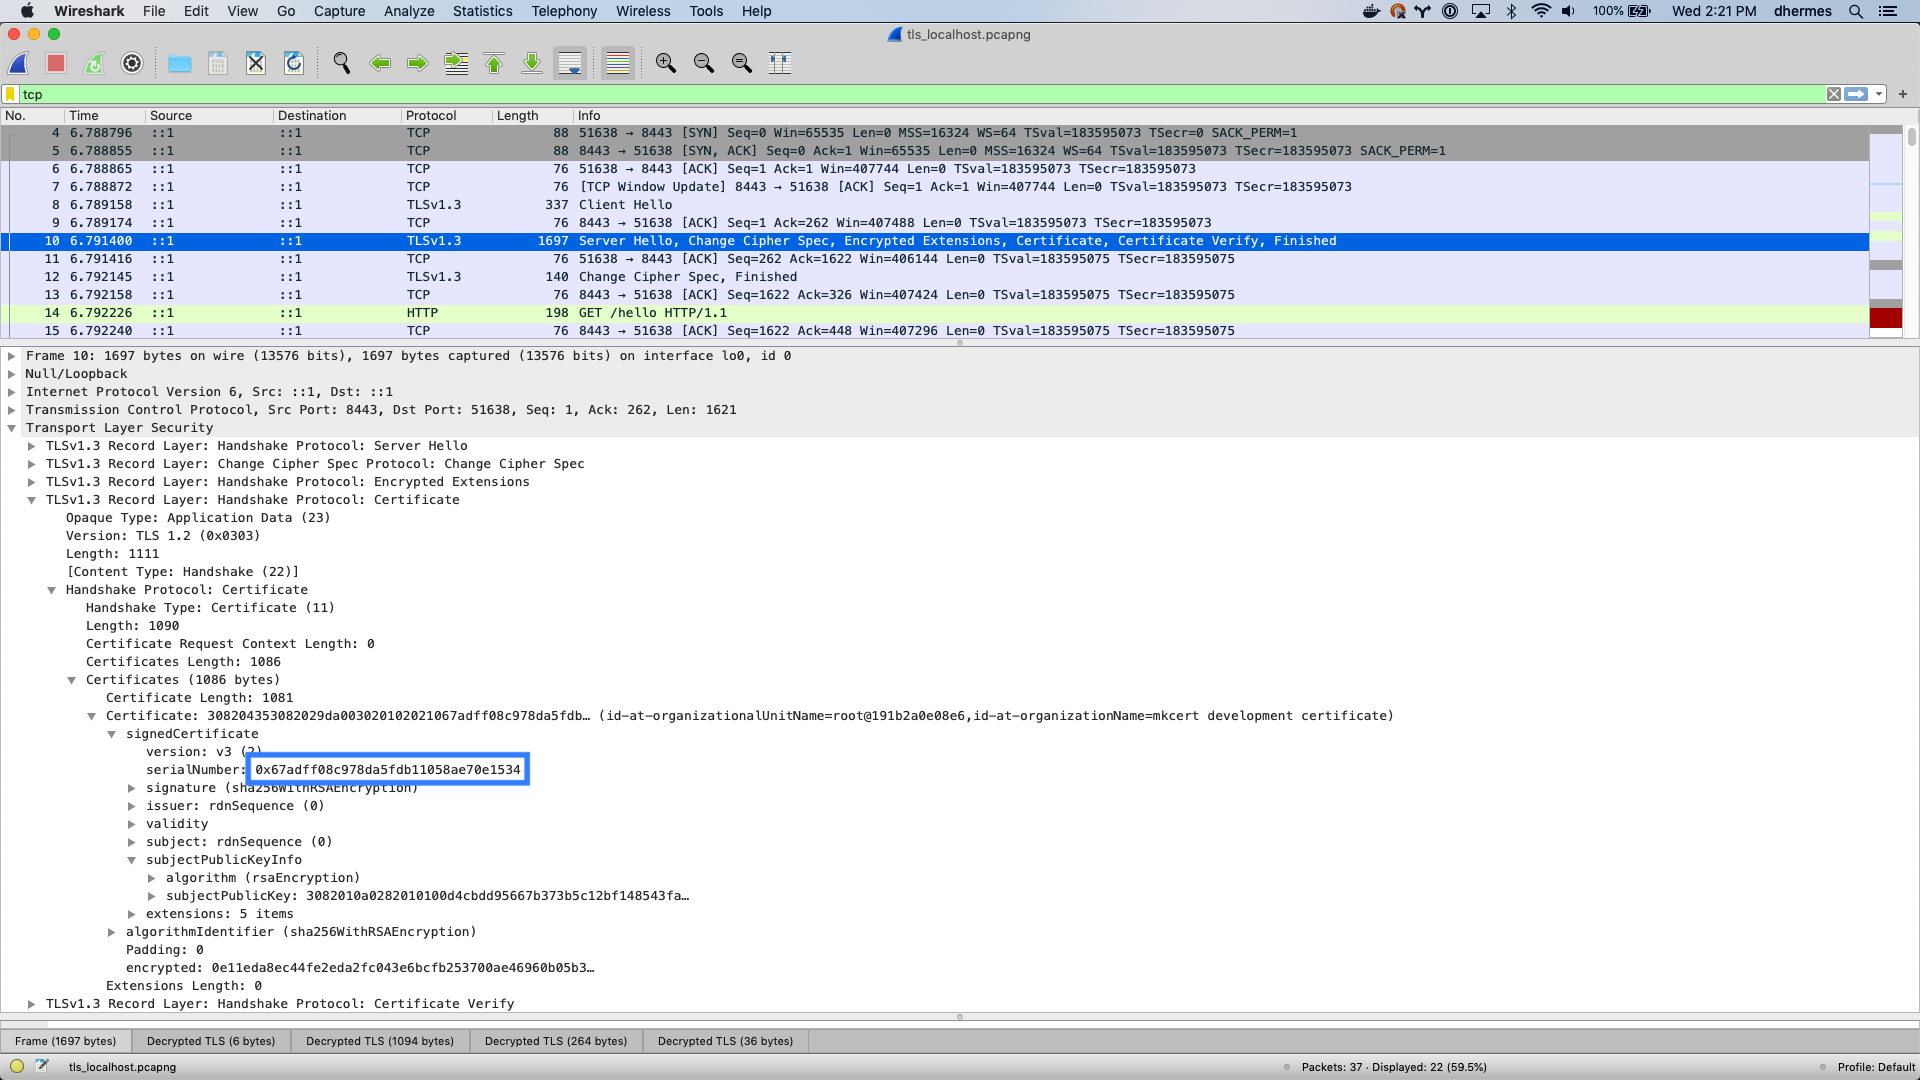 Wireshark File Edit View Go Capture Analyze Statistics Telephony Wireless Tools Help 100% Wed 2:21 PM dhermes
tls_localhost.pcapng
tcp
No. Time Source Destination Protocol Length Info
4 6.788796 ::1 ::1 TCP 88 51638 → 8443 [SYN] Seq=0 Win=65535 Len=0 MSS=16324 WS=64 TSval=183595073 TSecr=0 SACK_PERM=1
5 6.788855 ::1 ::1 TCP 88 8443 → 51638 [SYN, ACK] Seq=0 Ack=1 Win=65535 Len=0 MSS=16324 WS=64 TSval=183595073 TSecr=183595073 SACK_PERM=1
6 6.788865 ::1 ::1 TCP 76 51638 → 8443 [ACK] Seq=1 Ack=1 Win=407744 Len=0 TSval=183595073 TSecr=183595073
7 6.788872 ::1 ::1 TCP 76 [TCP Window Update] 8443 → 51638 [ACK] Seq=1 Ack=1 Win=407744 Len=0 TSval=183595073 TSecr=183595073
8 6.789158 ::1 ::1 TLSv1.3 337 Client Hello
9 6.789174 ::1 ::1 TCP 76 8443 → 51638 [ACK] Seq=1 Ack=262 Win=407488 Len=0 TSval=183595073 TSecr=183595073
10 6.791400 ::1 ::1 TLSv1.3 1697 Server Hello, Change Cipher Spec, Encrypted Extensions, Certificate, Certificate Verify, Finished
11 6.791416 ::1 ::1 TCP 76 51638 → 8443 [ACK] Seq=262 Ack=1622 Win=406144 Len=0 TSval=183595075 TSecr=183595075
12 6.792145 ::1 ::1 TLSv1.3 140 Change Cipher Spec, Finished
13 6.792158 ::1 ::1 TCP 76 8443 → 51638 [ACK] Seq=1622 Ack=326 Win=407424 Len=0 TSval=183595075 TSecr=183595075
14 6.792226 ::1 ::1 HTTP 198 GET /hello HTTP/1.1
15 6.792240 ::1 ::1 TCP 76 8443 → 51638 [ACK] Seq=1622 Ack=448 Win=407296 Len=0 TSval=183595075 TSecr=183595075
Frame 10: 1697 bytes on wire (13576 bits), 1697 bytes captured (13576 bits) on interface lo0, id 0
Null/Loopback
Internet Protocol Version 6, Src: ::1, Dst: ::1
Transmission Control Protocol, Src Port: 8443, Dst Port: 51638, Seq: 1, Ack: 262, Len: 1621
Transport Layer Security
TLSv1.3 Record Layer: Handshake Protocol: Server Hello
TLSv1.3 Record Layer: Change Cipher Spec Protocol: Change Cipher Spec
TLSv1.3 Record Layer: Handshake Protocol: Encrypted Extensions
TLSv1.3 Record Layer: Handshake Protocol: Certificate
Opaque Type: Application Data (23)
Version: TLS 1.2 (0x0303)
Length: 1111
[Content Type: Handshake (22)]
Handshake Protocol: Certificate
Handshake Type: Certificate (11)
Length: 1090
Certificate Request Context Length: 0
Certificates Length: 1086
Certificates (1086 bytes)
Certificate Length: 1081
Certificate: 308204353082029da003020102021067adff08c978da5fdb… (id-at-organizationalUnitName=root@191b2a0e08e6,id-at-organizationName=mkcert development certificate)
signedCertificate
version: v3 (2)
serialNumber: 0x67adff08c978da5fdb11058ae70e1534
signature (sha256WithRSAEncryption)
issuer: rdnSequence (0)
validity
subject: rdnSequence (0)
subjectPublicKeyInfo
algorithm (rsaEncryption)
subjectPublicKey: 3082010a0282010100d4cbdd95667b373b5c12bf148543fa…
extensions: 5 items
algorithmIdentifier (sha256WithRSAEncryption)
Padding: 0
encrypted: 0e11eda8ec44fe2eda2fc043e6bcfb253700ae46960b05b3…
Extensions Length: 0
TLSv1.3 Record Layer: Handshake Protocol: Certificate Verify
Frame (1697 bytes) Decrypted TLS (6 bytes) Decrypted TLS (1094 bytes) Decrypted TLS (264 bytes) Decrypted TLS (36 bytes)
tls_localhost.pcapng Packets: 37 · Displayed: 22 (59.5%) Profile: Default